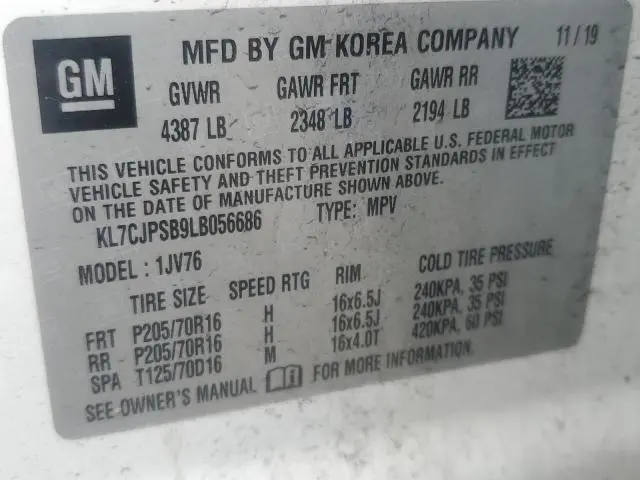 GM
MFD BY GM KOREA COMPANY 11/19
GVWR GAWR FRT GAWR RR
4387 LB 2348 LB 2194 LB
THIS VEHICLE CONFORMS TO ALL APPLICABLE U.S. FEDERAL MOTOR
VEHICLE SAFETY AND THEFT PREVENTION STANDARDS IN EFFECT
ON THE DATE OF MANUFACTURE SHOWN ABOVE.
KL7CJPSB9LB056686 TYPE: MPV
MODEL: 1JV76
TIRE SIZE SPEED RTG RIM COLD TIRE PRESSURE
FRT P205/70R16 H 16x6.5J 240KPA, 35 PSI
RR P205/70R16 H 16x6.5J 240KPA, 35 PSI
SPA T125/70D16 M 16x4.0T 420KPA, 60 PSI
SEE OWNER'S MANUAL FOR MORE INFORMATION.